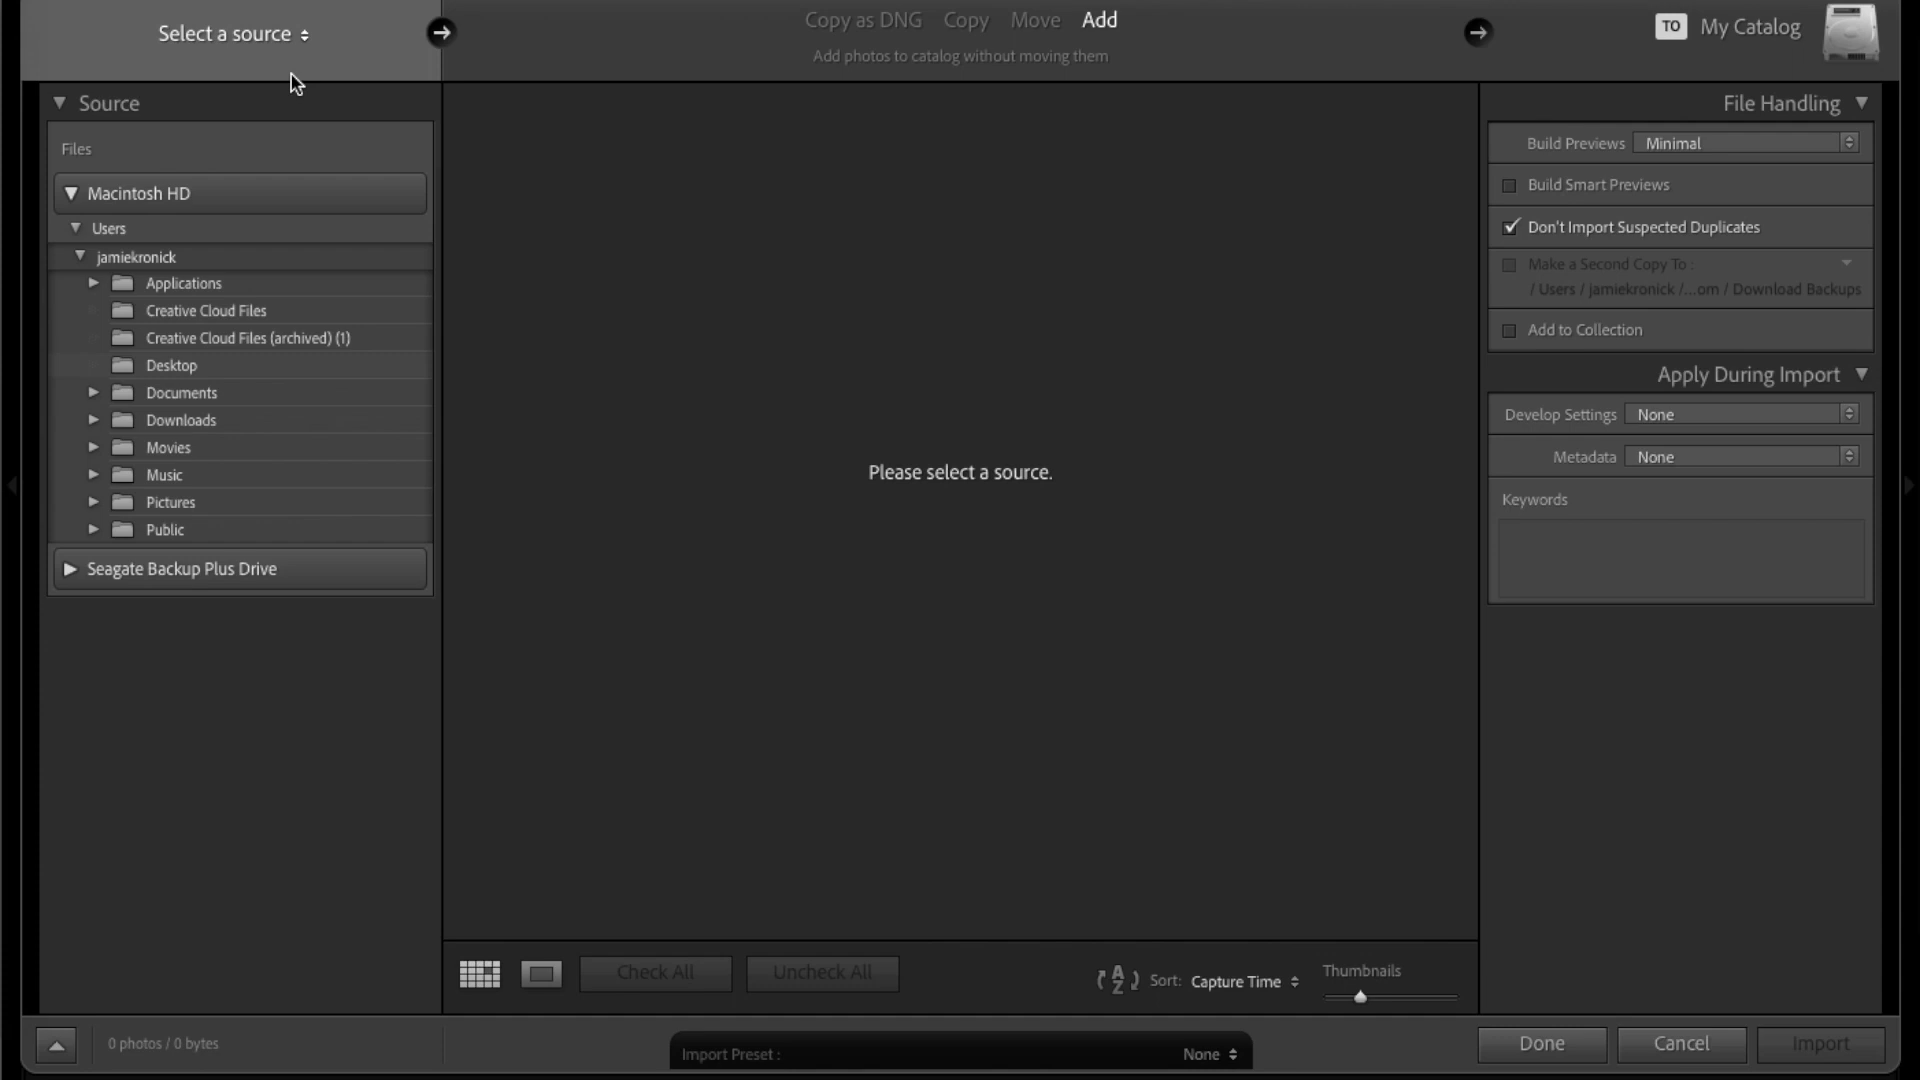 Select a source
Copy as DNG Copy Move Add
Add photos to catalog without moving them
TO My Catalog
Source
Files
Macintosh HD
Users
jamiekronick
Applications
Creative Cloud Files
Creative Cloud Files (archived) (1)
Desktop
Documents
Downloads
Movies
Music
Pictures
Public
Seagate Backup Plus Drive
Please select a source.
File Handling
Build Previews Minimal
Build Smart Previews
Don't Import Suspected Duplicates
Make a Second Copy To :
/ Users / jamiekronick /...om / Download Backups
Add to Collection
Apply During Import
Develop Settings None
Metadata None
Keywords
Check All Uncheck All
A
Z
Sort: Capture Time
Thumbnails
0 photos / 0 bytes
Import Preset : None
Done Cancel Import